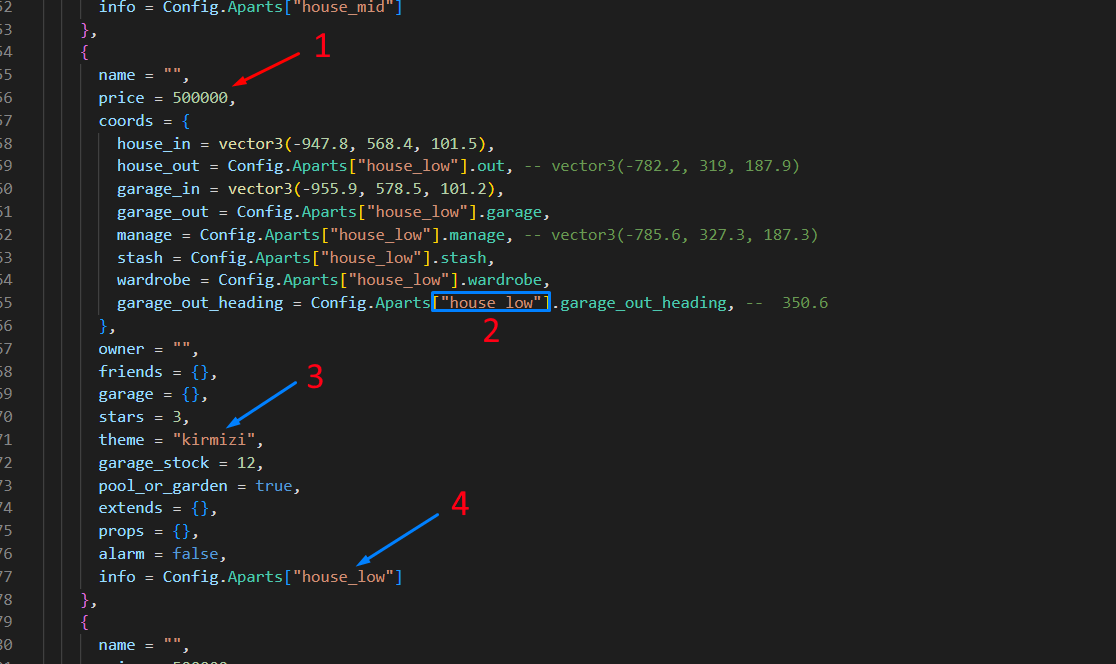 52 info = Config.Aparts["house_mid"]
53 },
54 {
55 name = "",
1
56 price = 500000,
57 coords = {
58 house_in = vector3(-947.8, 568.4, 101.5),
59 house_out = Config.Aparts["house_low"].out, -- vector3(-782.2, 319, 187.9)
60 garage_in = vector3(-955.9, 578.5, 101.2),
61 garage_out = Config.Aparts["house_low"].garage,
62 manage = Config.Aparts["house_low"].manage, -- vector3(-785.6, 327.3, 187.3)
63 stash = Config.Aparts["house_low"].stash,
64 wardrobe = Config.Aparts["house_low"].wardrobe,
65 garage_out_heading = Config.Aparts["house_low"].garage_out_heading, -- 350.6
2
66 },
67 owner = "",
68 friends = {},
3
69 garage = {},
70 stars = 3,
71 theme = "kirmizi",
72 garage_stock = 12,
73 pool_or_garden = true,
4
74 extends = {},
75 props = {},
76 alarm = false,
77 info = Config.Aparts["house_low"]
78 },
79 {
80 name = "",